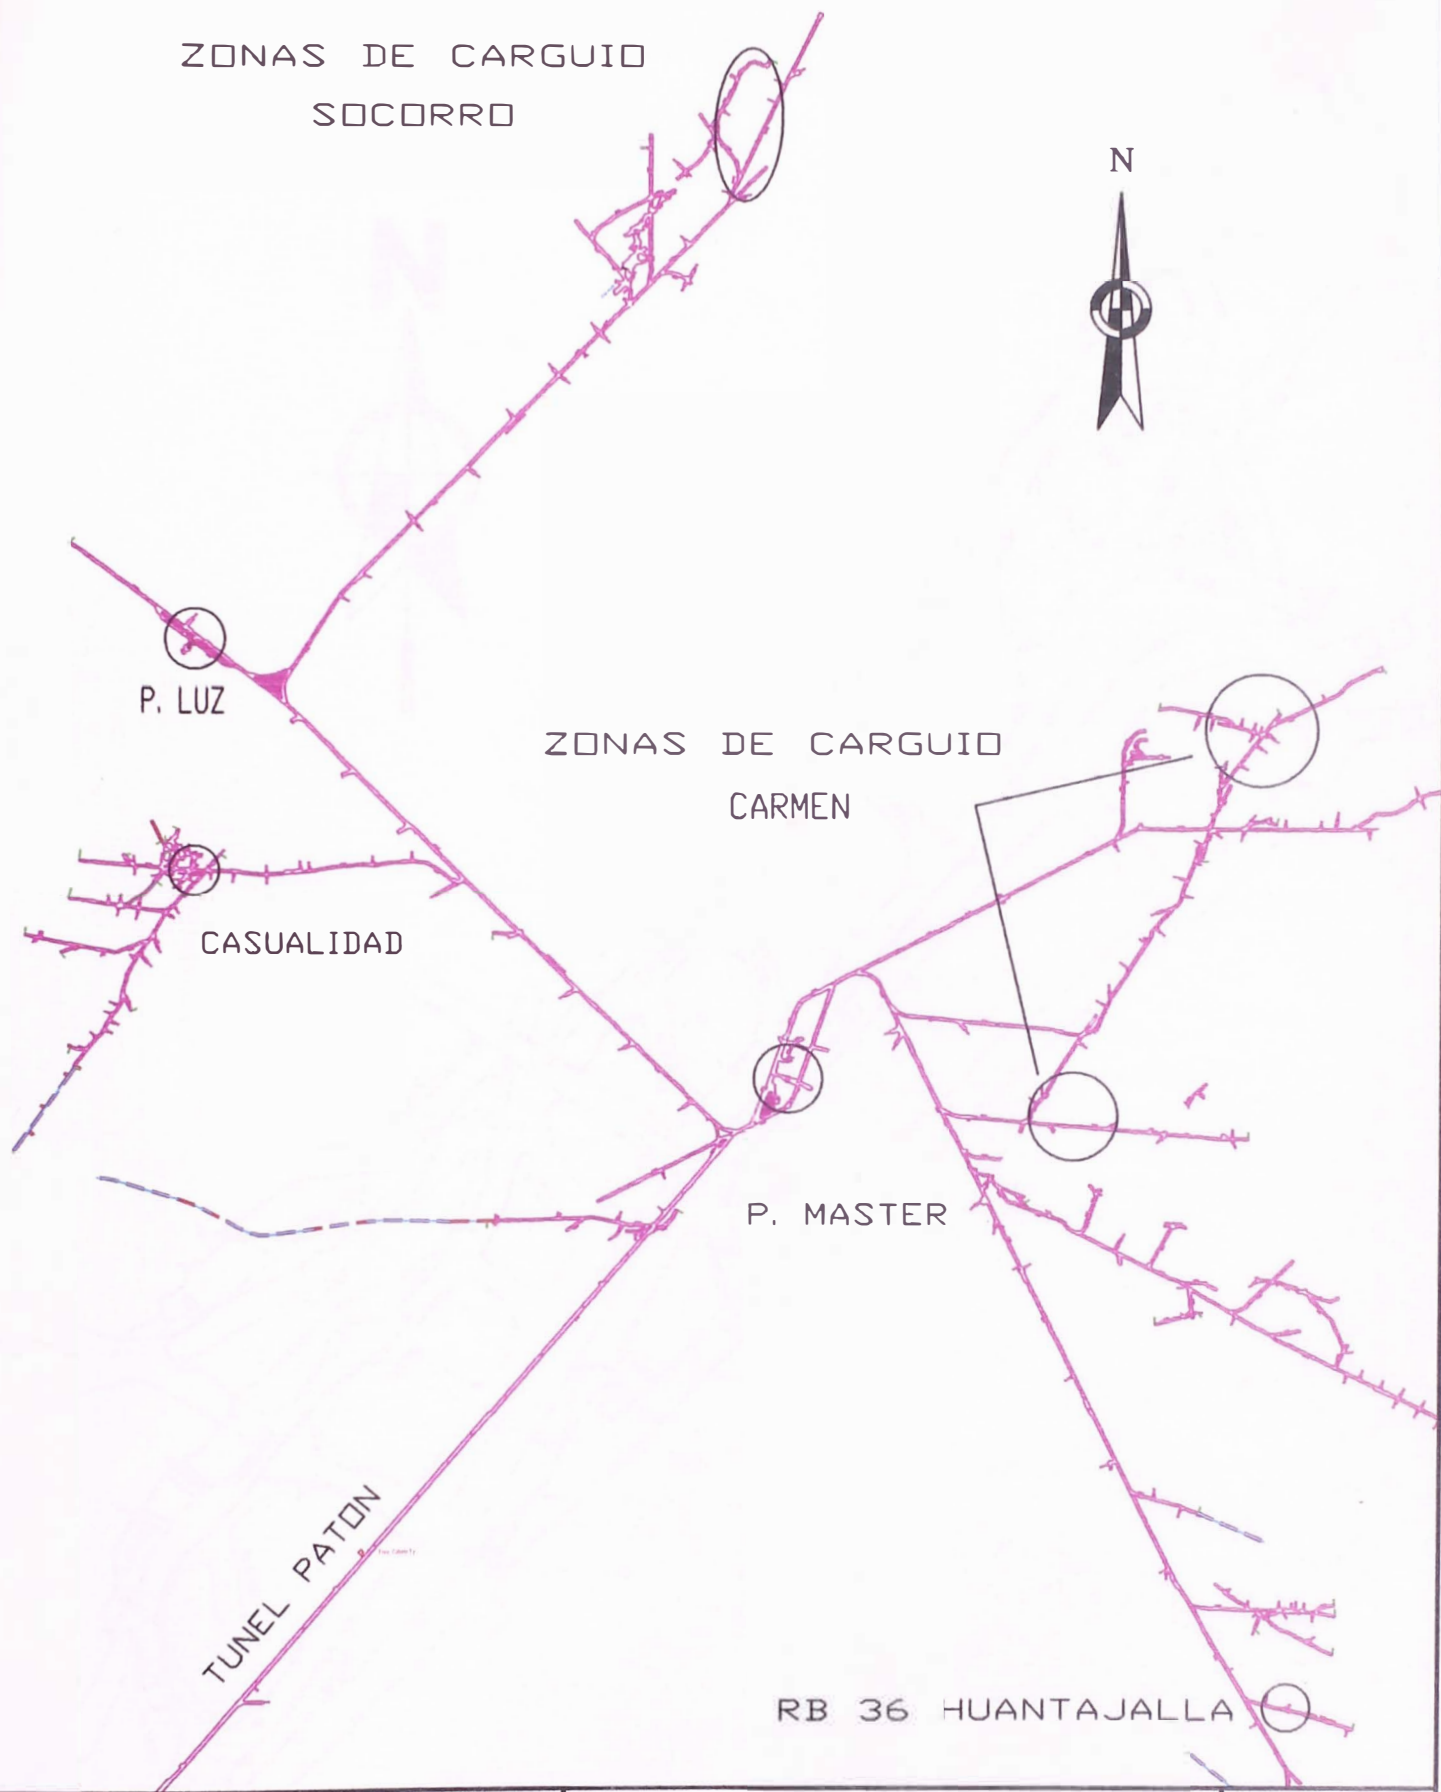 ZONAS DE CARGUIO
SOCORRO
N
P. LUZ
ZONAS DE CARGUIO
CARMEN
CASUALIDAD
P. MASTER
TUNEL PATON
RB 36 HUANTAJALLA